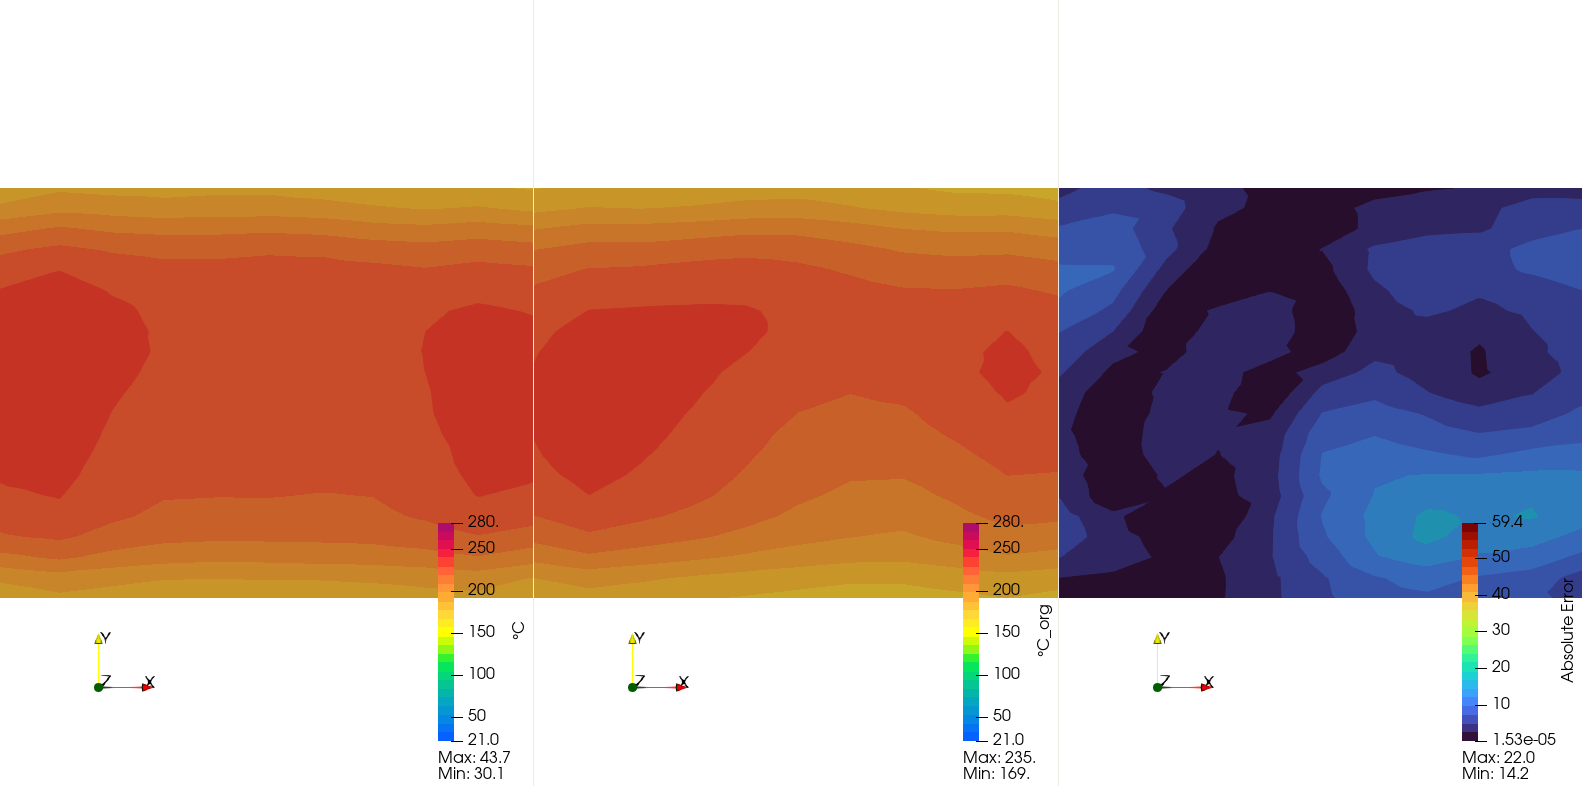 280.
250
200
150
100
50
21.0
°C
Max: 43.7
Min: 30.1
Y
Z
X
280.
250
200
150
100
50
21.0
°C_org
Max: 235.
Min: 169.
Y
Z
X
59.4
50
40
30
20
10
1.53e-05
Absolute Error
Max: 22.0
Min: 14.2
Y
Z
X